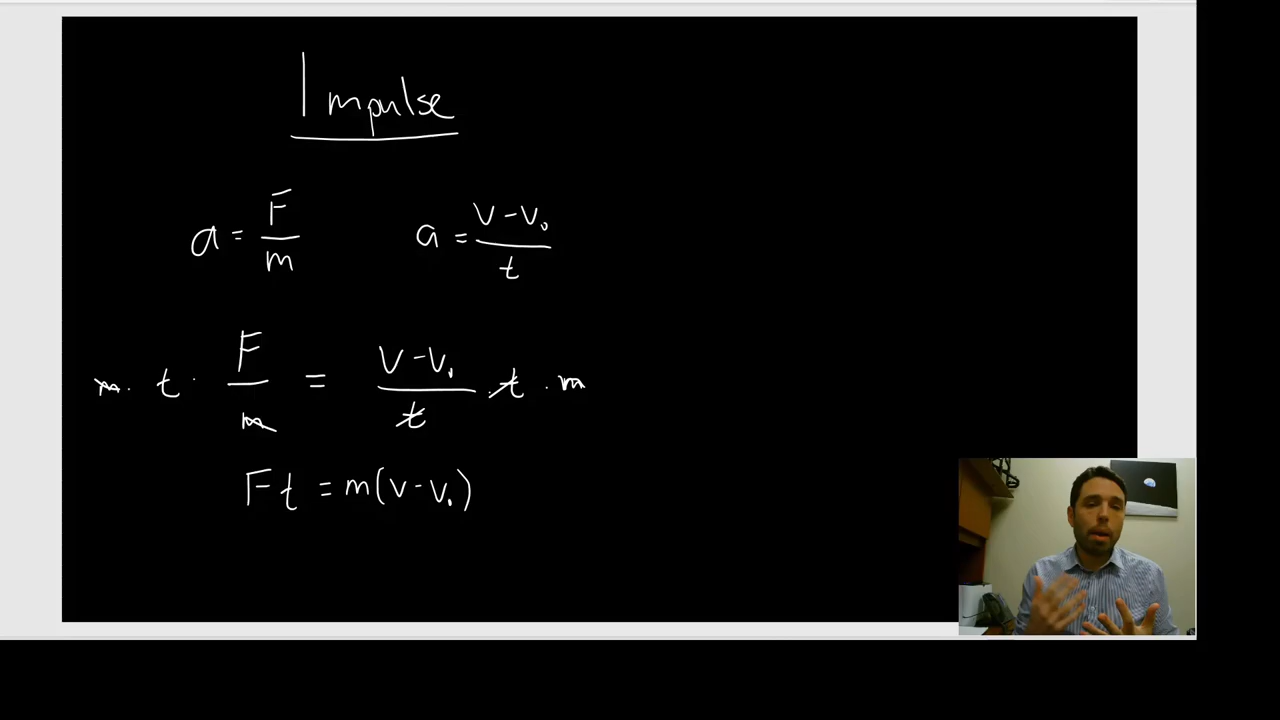 Impulse
a = F/m    a = (v - v₀)/t
m · t · F/m = (v - v₀)/t · t · m
Ft = m(v - v₀)